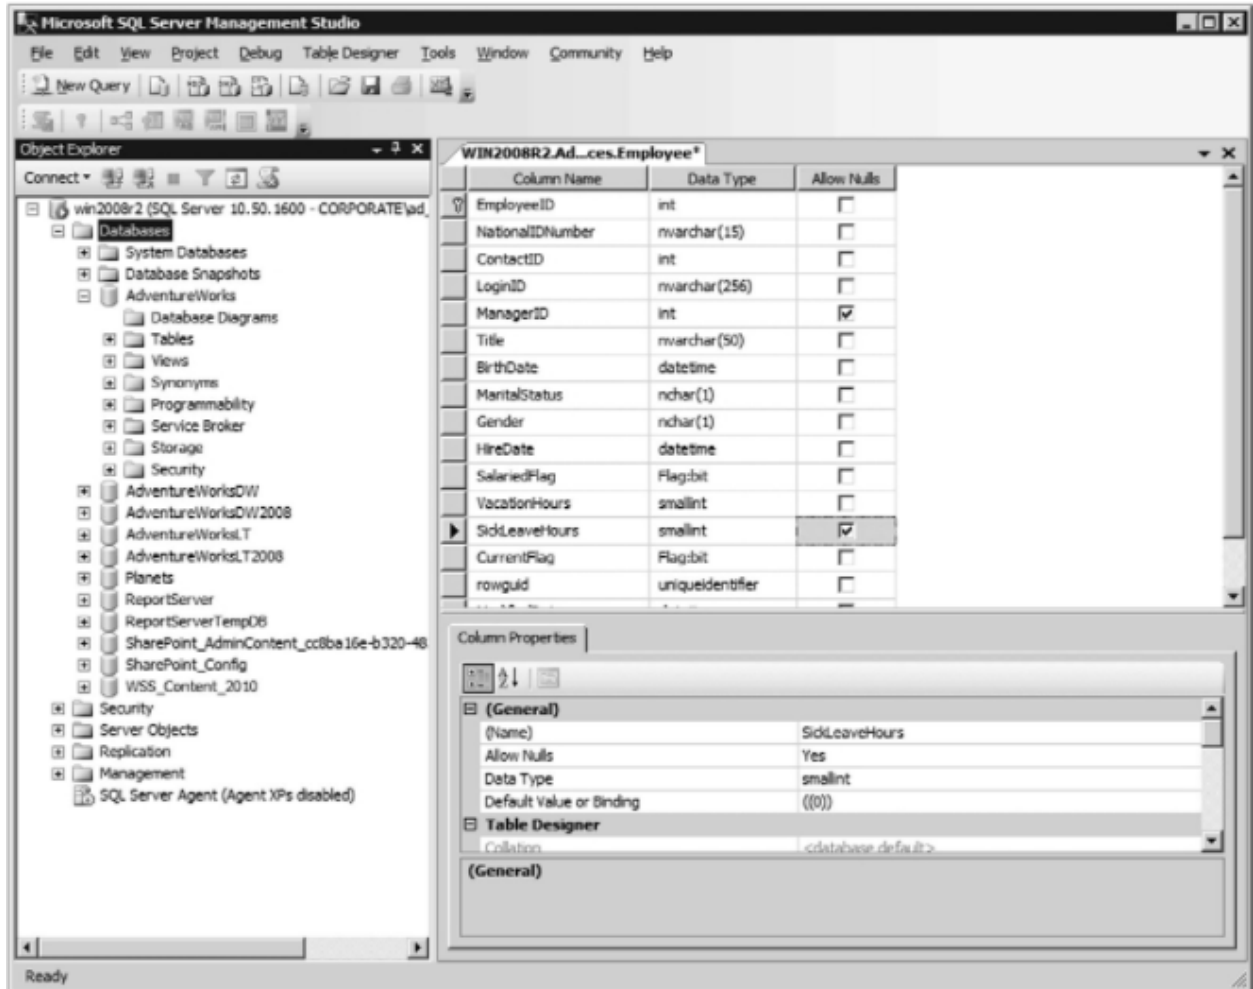 Microsoft SQL Server Management Studio
File Edit View Project Debug Table Designer Tools Window Community Help
New Query
Object Explorer
Connect
win2008r2 (SQL Server 10.50.1600 - CORPORATE\ad_
Databases
System Databases
Database Snapshots
AdventureWorks
Database Diagrams
Tables
Views
Synonyms
Programmability
Service Broker
Storage
Security
AdventureWorksDW
AdventureWorksDW2008
AdventureWorksLT
AdventureWorksLT2008
Planets
ReportServer
ReportServerTempDB
SharePoint_AdminContent_cc8ba16e-b320-48
SharePoint_Config
WSS_Content_2010
Security
Server Objects
Replication
Management
SQL Server Agent (Agent XPs disabled)
WIN2008R2.Ad...ces.Employee*
Column Name Data Type Allow Nulls
EmployeeID int
NationalIDNumber nvarchar(15)
ContactID int
LoginID nvarchar(256)
ManagerID int
Title nvarchar(50)
BirthDate datetime
MaritalStatus nchar(1)
Gender nchar(1)
HireDate datetime
SalariedFlag Flag:bit
VacationHours smallint
SickLeaveHours smallint
CurrentFlag Flag:bit
rowguid uniqueidentifier
Column Properties
(General)
(Name) SickLeaveHours
Allow Nulls Yes
Data Type smallint
Default Value or Binding ((0))
Table Designer
Collation <database default>
(General)
Ready